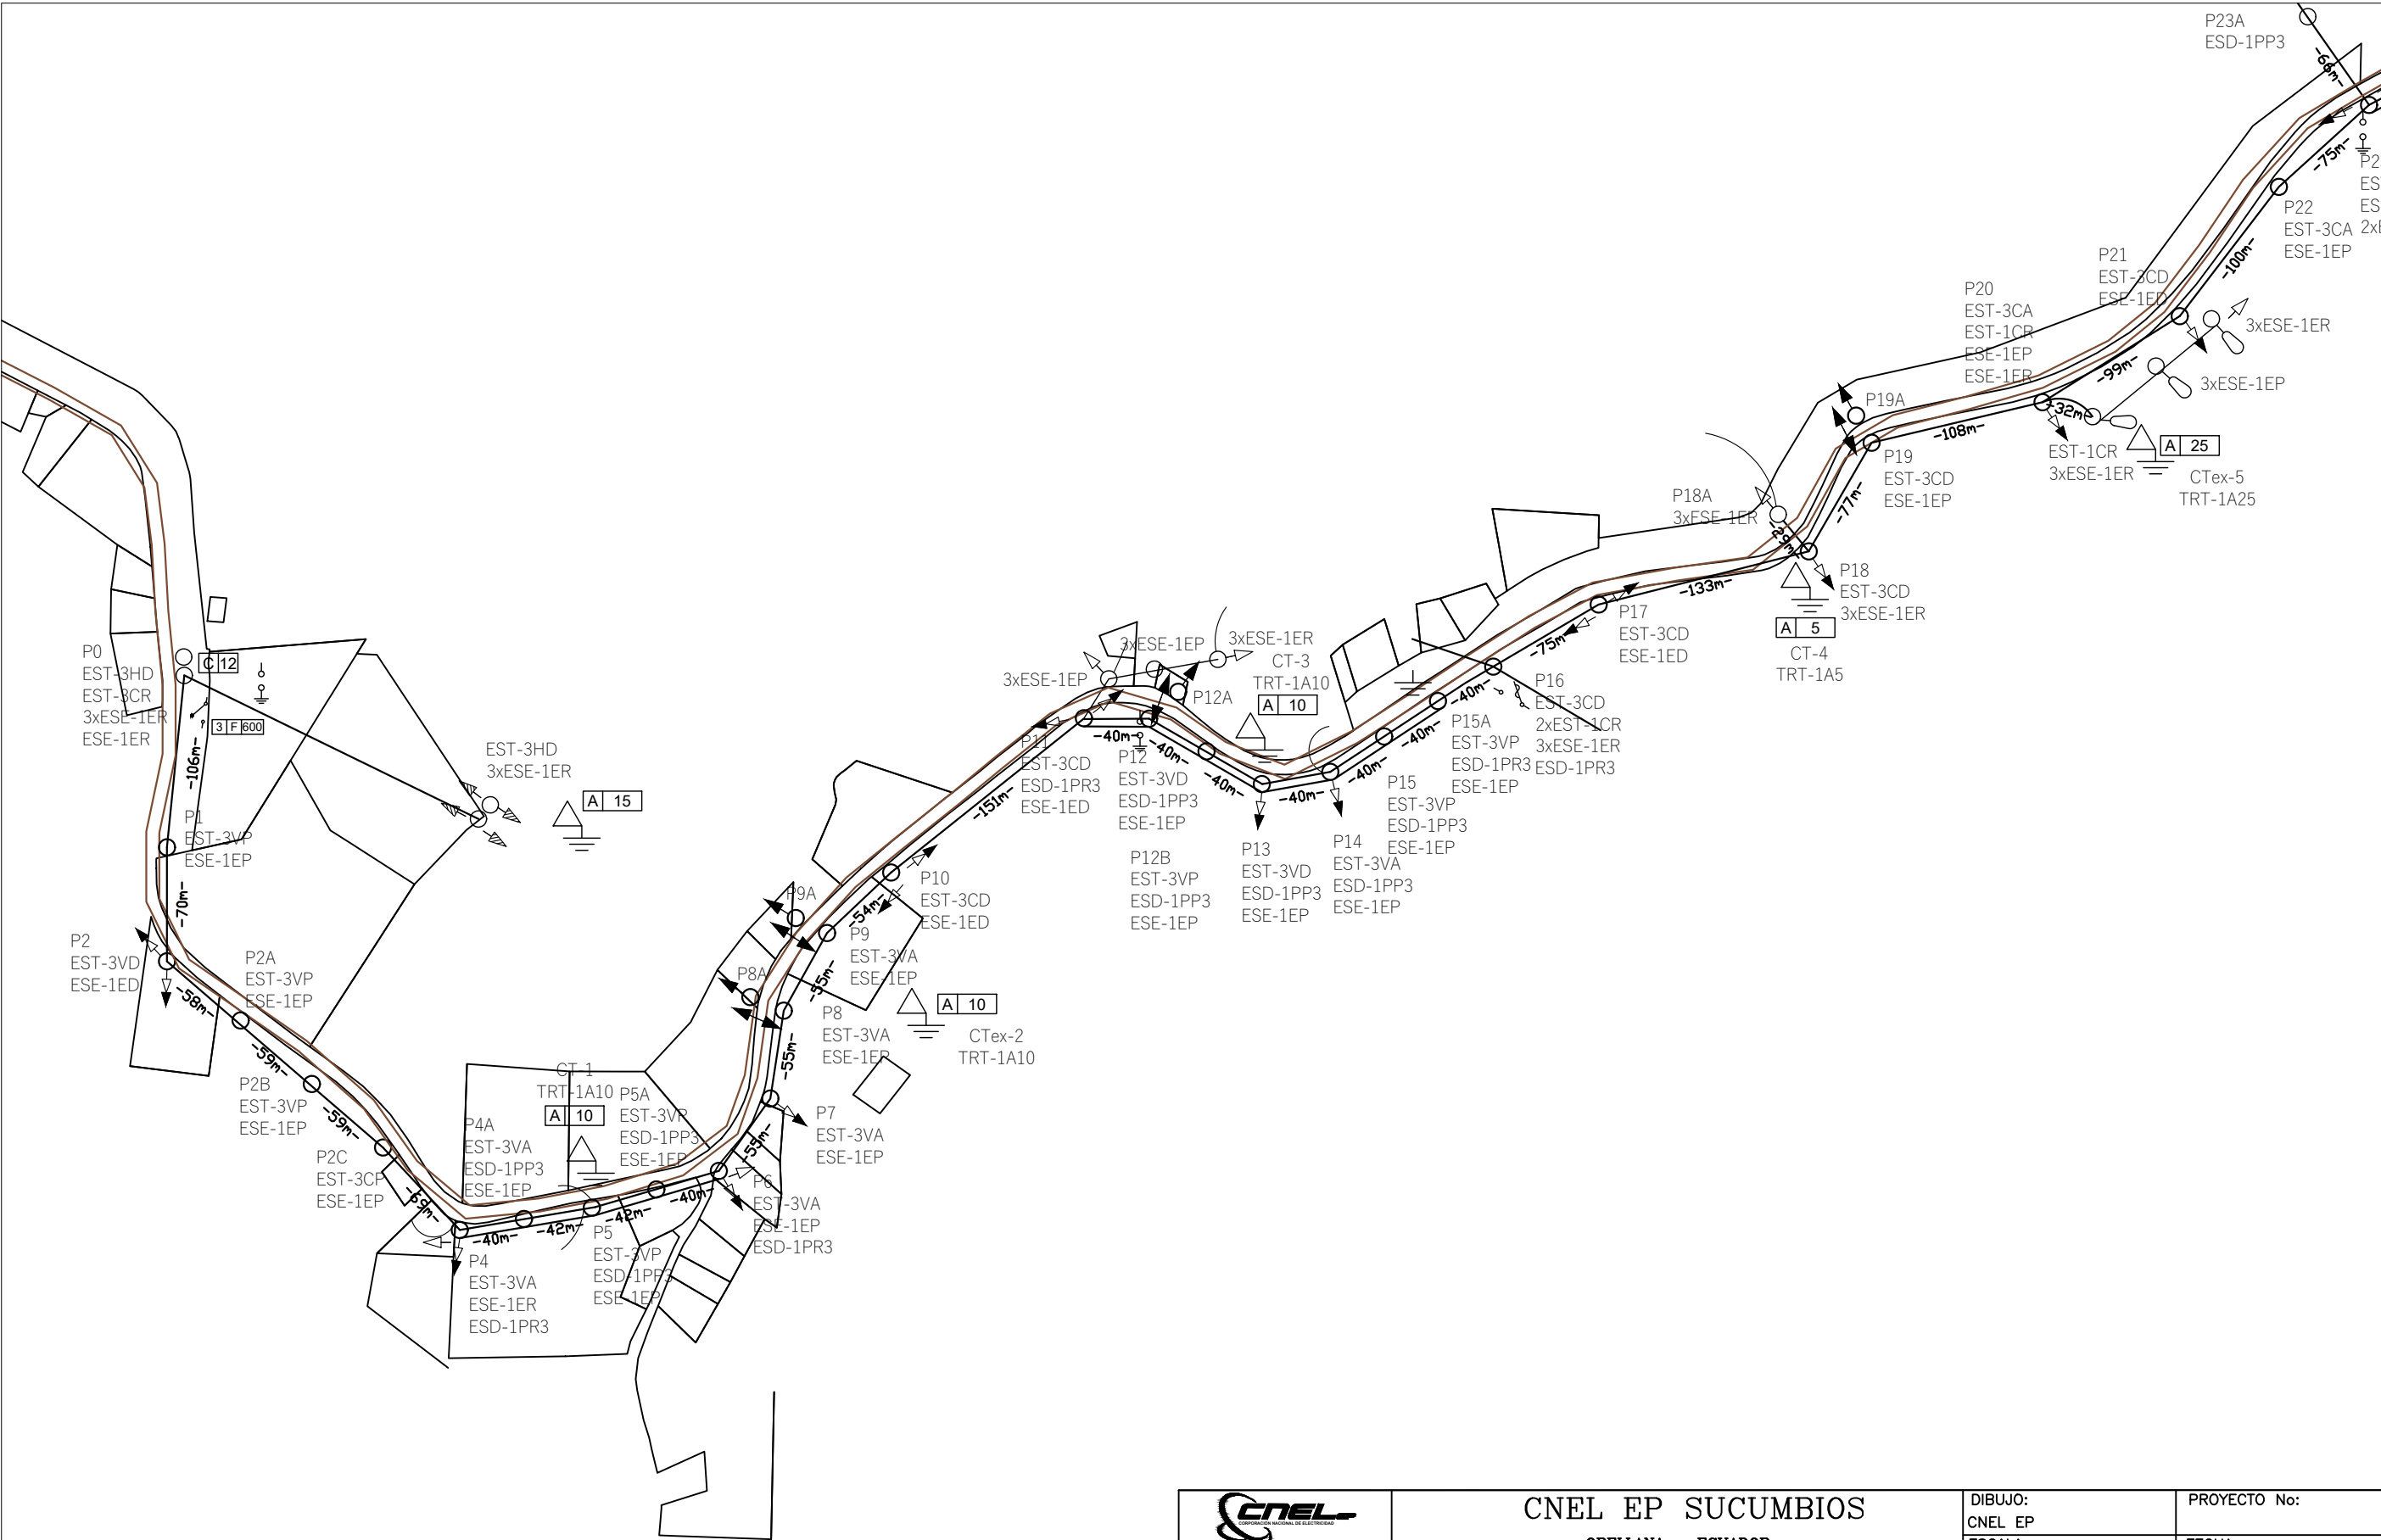 P23A
ESD-1PP3
-66m-
-75m-
P22
EST-3CA
ESE-1EP
-100m-
P21
EST-3CD
ESE-1ED
3xESE-1ER
3xESE-1EP
P20
EST-3CA
EST-1CR
ESE-1EP
ESE-1ER
-99m-
-32m-
EST-1CR
3xESE-1ER
A 25
CTex-5
TRT-1A25
P19A
-108m-
P19
EST-3CD
ESE-1EP
-77m-
P18A
3xESE-1ER
-29m-
P18
EST-3CD
3xESE-1ER
A 5
CT-4
TRT-1A5
-133m-
P17
EST-3CD
ESE-1ED
-75m-
P16
EST-3CD
2xEST-1CR
3xESE-1ER
ESD-1PR3
-40m-
P15A
EST-3VP
ESD-1PR3
ESE-1EP
-40m-
P15
EST-3VP
ESD-1PP3
ESE-1EP
-40m-
P14
EST-3VA
ESD-1PP3
ESE-1EP
-40m-
P13
EST-3VD
ESD-1PP3
ESE-1EP
3xESE-1EP
3xESE-1ER
CT-3
TRT-1A10
A 10
3xESE-1EP
P12A
-40m-
-40m-
-40m-
P12
EST-3VD
ESD-1PP3
ESE-1EP
P12B
EST-3VP
ESD-1PP3
ESE-1EP
P11
EST-3CD
ESD-1PR3
ESE-1ED
-151m-
P10
EST-3CD
ESE-1ED
-54m-
P9A
P9
EST-3VA
ESE-1EP
-55m-
P8A
P8
EST-3VA
ESE-1EP
A 10
CTex-2
TRT-1A10
-55m-
P7
EST-3VA
ESE-1EP
-55m-
P6
EST-3VA
ESE-1EP
ESD-1PR3
-40m-
P5A
EST-3VP
ESD-1PP3
ESE-1EP
CT-1
TRT-1A10
A 10
-42m-
P5
EST-3VP
ESD-1PP3
ESE-1EP
-42m-
P4A
EST-3VA
ESD-1PP3
ESE-1EP
-40m-
P4
EST-3VA
ESE-1ER
ESD-1PR3
-69m-
P2C
EST-3CP
ESE-1EP
-59m-
P2B
EST-3VP
ESE-1EP
-59m-
P2A
EST-3VP
ESE-1EP
-58m-
P2
EST-3VD
ESE-1ED
-70m-
P1
EST-3VP
ESE-1EP
-106m-
P0
EST-3HD
EST-3CR
3xESE-1ER
ESE-1ER
C 12
3 F 600
EST-3HD
3xESE-1ER
A 15
CNEL
CORPORACIÓN NACIONAL DE ELECTRICIDAD
CNEL EP SUCUMBIOS
DIBUJO:
CNEL EP
PROYECTO No: